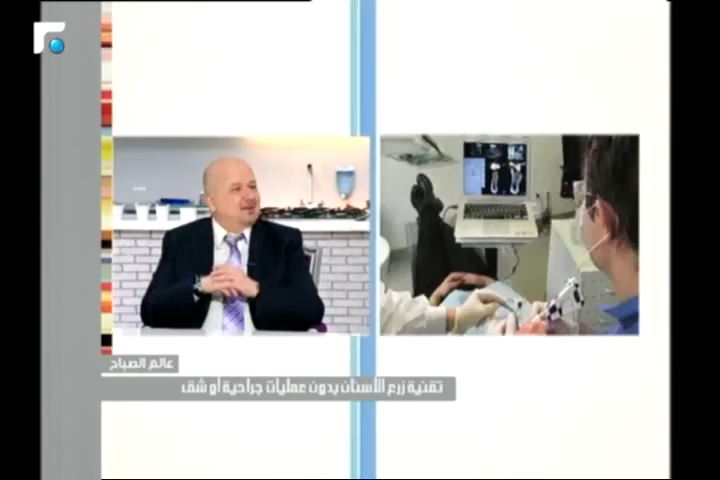 عالم الصباح
تقنية زرع الأسنان بدون عمليات جراحية أو شق